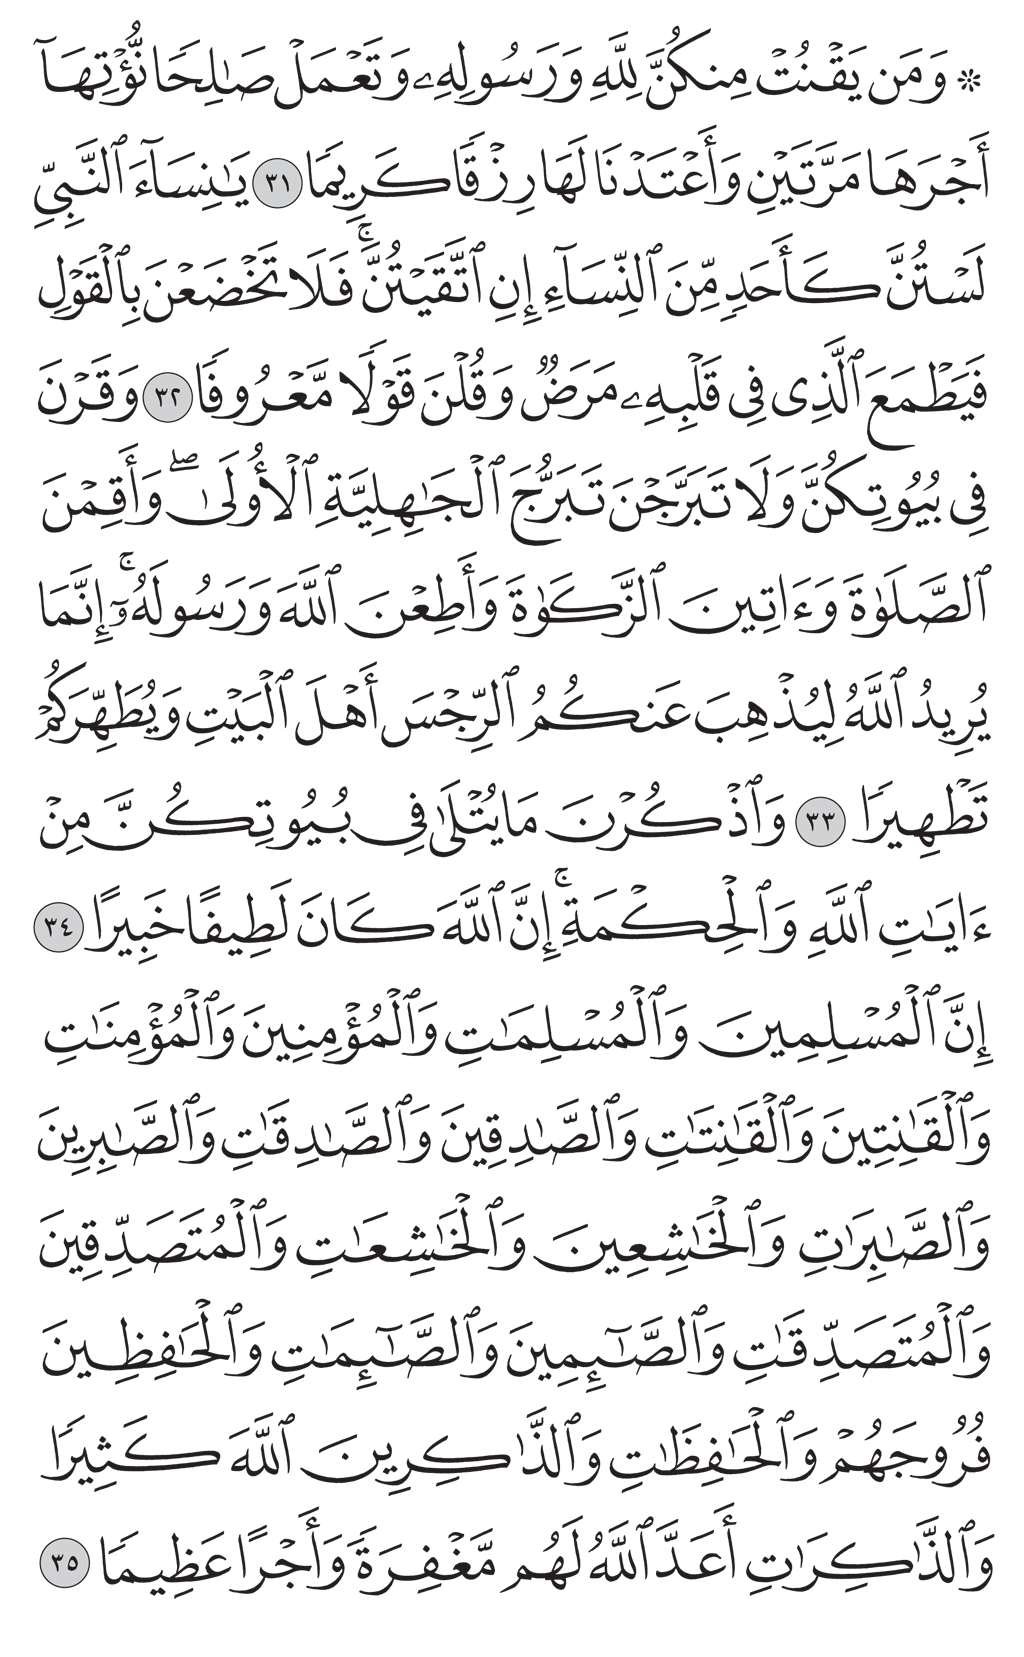 ۞ وَمَن يَقْنُتْ مِنكُنَّ لِلَّهِ وَرَسُولِهِۦ وَتَعْمَلْ صَٰلِحًا نُّؤْتِهَآ
أَجْرَهَا مَرَّتَيْنِ وَأَعْتَدْنَا لَهَا رِزْقًا كَرِيمًا ٣١ يَٰنِسَآءَ ٱلنَّبِيِّ
لَسْتُنَّ كَأَحَدٍ مِّنَ ٱلنِّسَآءِ إِنِ ٱتَّقَيْتُنَّۚ فَلَا تَخْضَعْنَ بِٱلْقَوْلِ
فَيَطْمَعَ ٱلَّذِى فِى قَلْبِهِۦ مَرَضٌ وَقُلْنَ قَوْلًا مَّعْرُوفًا ٣٢ وَقَرْنَ
فِى بُيُوتِكُنَّ وَلَا تَبَرَّجْنَ تَبَرُّجَ ٱلْجَٰهِلِيَّةِ ٱلْأُولَىٰۖ وَأَقِمْنَ
ٱلصَّلَوٰةَ وَءَاتِينَ ٱلزَّكَوٰةَ وَأَطِعْنَ ٱللَّهَ وَرَسُولَهُۥٓۚ إِنَّمَا
يُرِيدُ ٱللَّهُ لِيُذْهِبَ عَنكُمُ ٱلرِّجْسَ أَهْلَ ٱلْبَيْتِ وَيُطَهِّرَكُمْ
تَطْهِيرًا ٣٣ وَٱذْكُرْنَ مَا يُتْلَىٰ فِى بُيُوتِكُنَّ مِنْ
ءَايَٰتِ ٱللَّهِ وَٱلْحِكْمَةِۚ إِنَّ ٱللَّهَ كَانَ لَطِيفًا خَبِيرًا ٣٤
إِنَّ ٱلْمُسْلِمِينَ وَٱلْمُسْلِمَٰتِ وَٱلْمُؤْمِنِينَ وَٱلْمُؤْمِنَٰتِ
وَٱلْقَٰنِتِينَ وَٱلْقَٰنِتَٰتِ وَٱلصَّٰدِقِينَ وَٱلصَّٰدِقَٰتِ وَٱلصَّٰبِرِينَ
وَٱلصَّٰبِرَٰتِ وَٱلْخَٰشِعِينَ وَٱلْخَٰشِعَٰتِ وَٱلْمُتَصَدِّقِينَ
وَٱلْمُتَصَدِّقَٰتِ وَٱلصَّٰٓئِمِينَ وَٱلصَّٰٓئِمَٰتِ وَٱلْحَٰفِظِينَ
فُرُوجَهُمْ وَٱلْحَٰفِظَٰتِ وَٱلذَّٰكِرِينَ ٱللَّهَ كَثِيرًا
وَٱلذَّٰكِرَٰتِ أَعَدَّ ٱللَّهُ لَهُم مَّغْفِرَةً وَأَجْرًا عَظِيمًا ٣٥